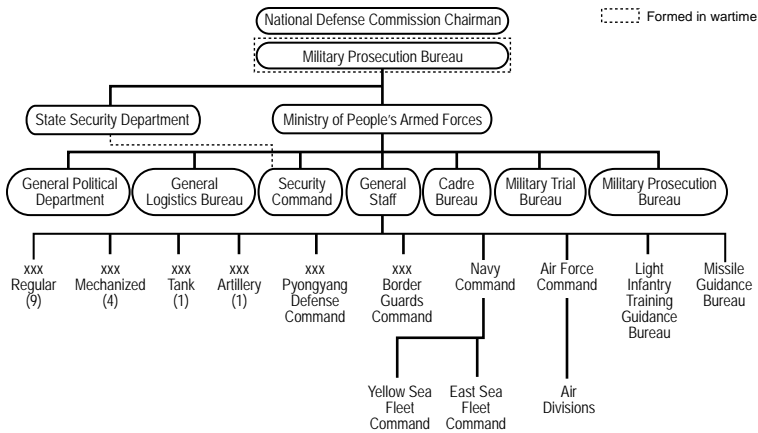 National Defense Commission Chairman
Formed in wartime
Military Prosecution Bureau
State Security Department
Ministry of People's Armed Forces
General Political
Department
General
Logistics Bureau
Security
Command
General
Staff
Cadre
Bureau
Military Trial
Bureau
Military Prosecution
Bureau
xxx
Regular
(9)
xxx
Mechanized
(4)
xxx
Tank
(1)
xxx
Artillery
(1)
xxx
Pyongyang
Defense
Command
xxx
Border
Guards
Command
Navy
Command
Air Force
Command
Light
Infantry
Training
Guidance
Bureau
Missile
Guidance
Bureau
Yellow Sea
Fleet
Command
East Sea
Fleet
Command
Air
Divisions